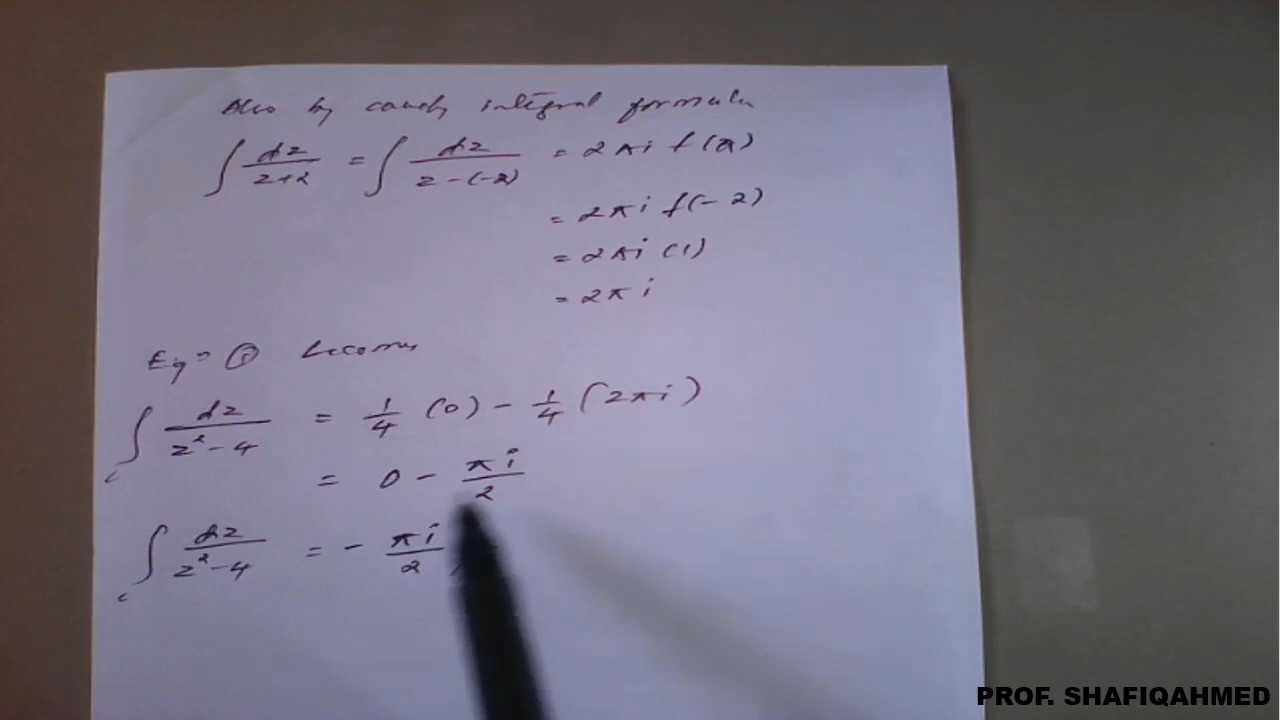 Also by cauchy integral formula
∫ dz/(z+2) = ∫ dz/(z-(-2)) = 2πi f(a)
= 2πi f(-2)
= 2πi (1)
= 2πi
Eqn ① becomes
∫c dz/(z²-4) = 1/4 (0) - 1/4 (2πi)
= 0 - πi/2
∫c dz/(z²-4) = - πi/2
PROF. SHAFIQAHMED